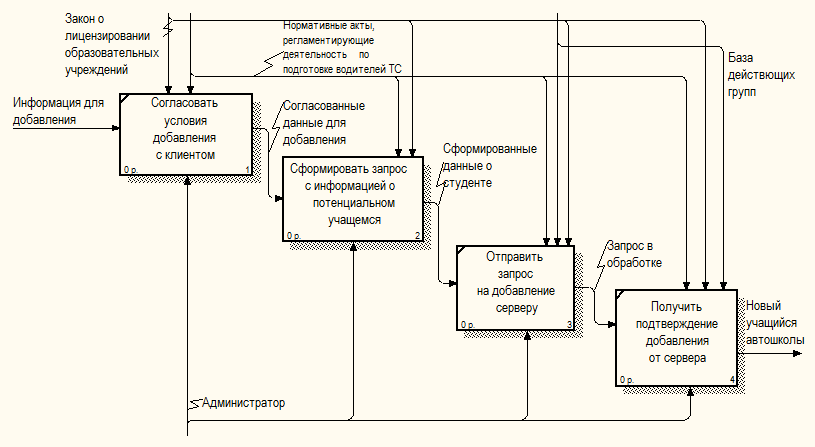 Закон о
лицензировании
образовательных
учреждений
Нормативные акты,
регламентирующие
деятельность по
подготовке водителей ТС
База
действующих
групп
Информация для
добавления
Согласовать
условия
добавления
с клиентом
0 р.
1
Согласованные
данные для
добавления
Сформировать запрос
с информацией о
потенциальном
учащемся
0 р.
2
Сформированные
данные о
студенте
Отправить
запрос
на добавление
серверу
0 р.
3
Запрос в
обработке
Получить
подтверждение
добавления
от сервера
0 р.
4
Новый
учащийся
автошколы
Администратор